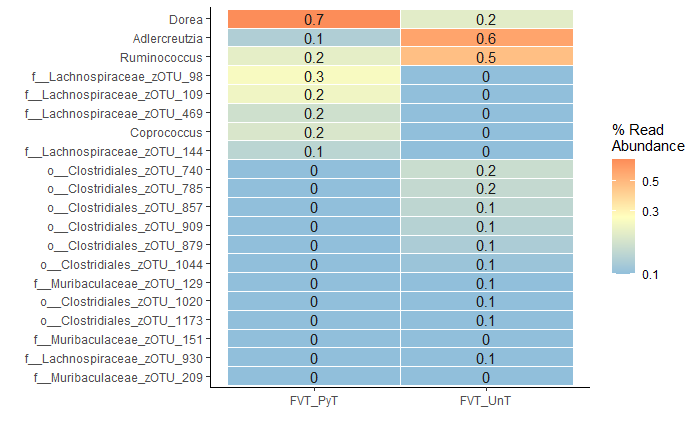 Dorea 0.7 0.2
Adlercreutzia 0.1 0.6
Ruminococcus 0.2 0.5
f__Lachnospiraceae_zOTU_98 0.3 0
f__Lachnospiraceae_zOTU_109 0.2 0
f__Lachnospiraceae_zOTU_469 0.2 0
Coprococcus 0.2 0
f__Lachnospiraceae_zOTU_144 0.1 0
o__Clostridiales_zOTU_740 0 0.2
o__Clostridiales_zOTU_785 0 0.2
o__Clostridiales_zOTU_857 0 0.1
o__Clostridiales_zOTU_909 0 0.1
o__Clostridiales_zOTU_879 0 0.1
o__Clostridiales_zOTU_1044 0 0.1
f__Muribaculaceae_zOTU_129 0 0.1
o__Clostridiales_zOTU_1020 0 0.1
o__Clostridiales_zOTU_1173 0 0.1
f__Muribaculaceae_zOTU_151 0 0
f__Lachnospiraceae_zOTU_930 0 0.1
f__Muribaculaceae_zOTU_209 0 0
FVT_PyT FVT_UnT
% Read
Abundance
0.5
0.3
0.1